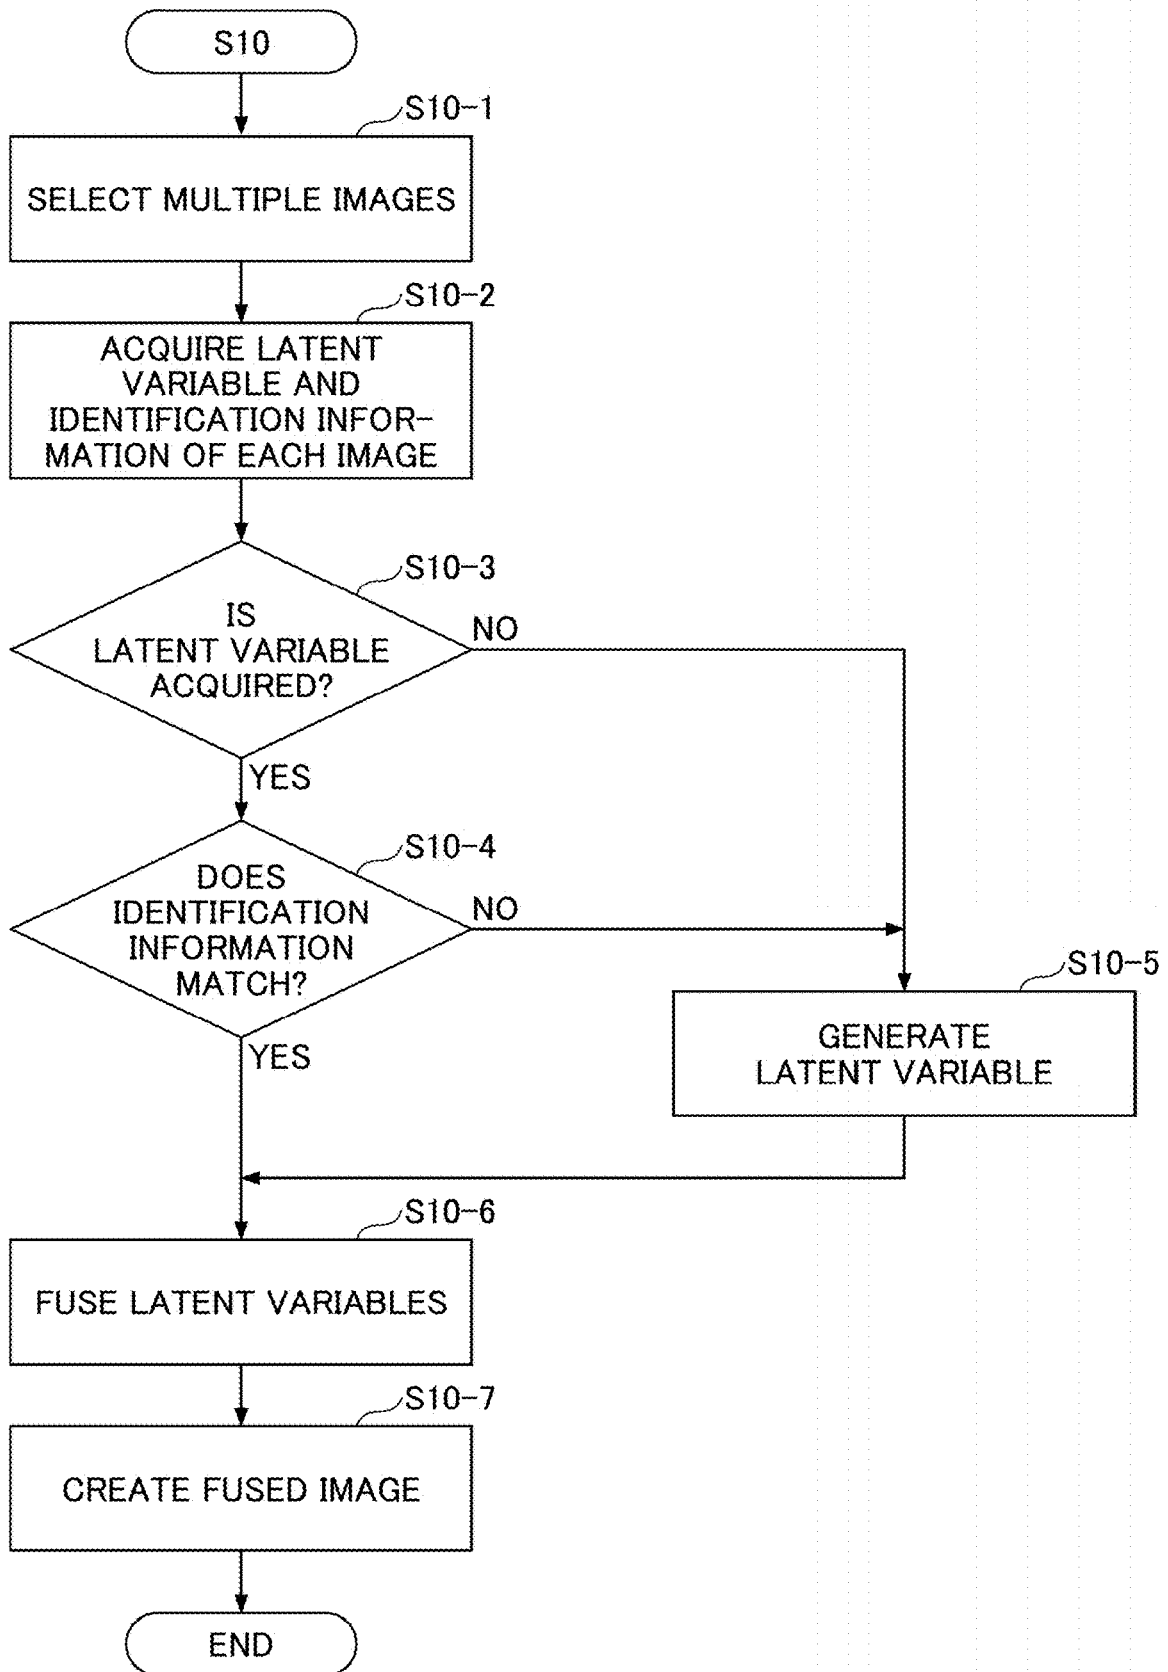 S10
S10-1
SELECT MULTIPLE IMAGES
S10-2
ACQUIRE LATENT
VARIABLE AND
IDENTIFICATION INFOR-
MATION OF EACH IMAGE
S10-3
IS
LATENT VARIABLE
ACQUIRED?
NO
YES
S10-4
DOES
IDENTIFICATION
INFORMATION
MATCH?
NO
YES
S10-5
GENERATE
LATENT VARIABLE
S10-6
FUSE LATENT VARIABLES
S10-7
CREATE FUSED IMAGE
END